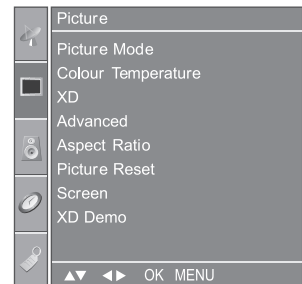 Picture
Picture Mode
Colour Temperature
XD
Advanced
Aspect Ratio
Picture Reset
Screen
XD Demo
▲▼ ◄► OK MENU